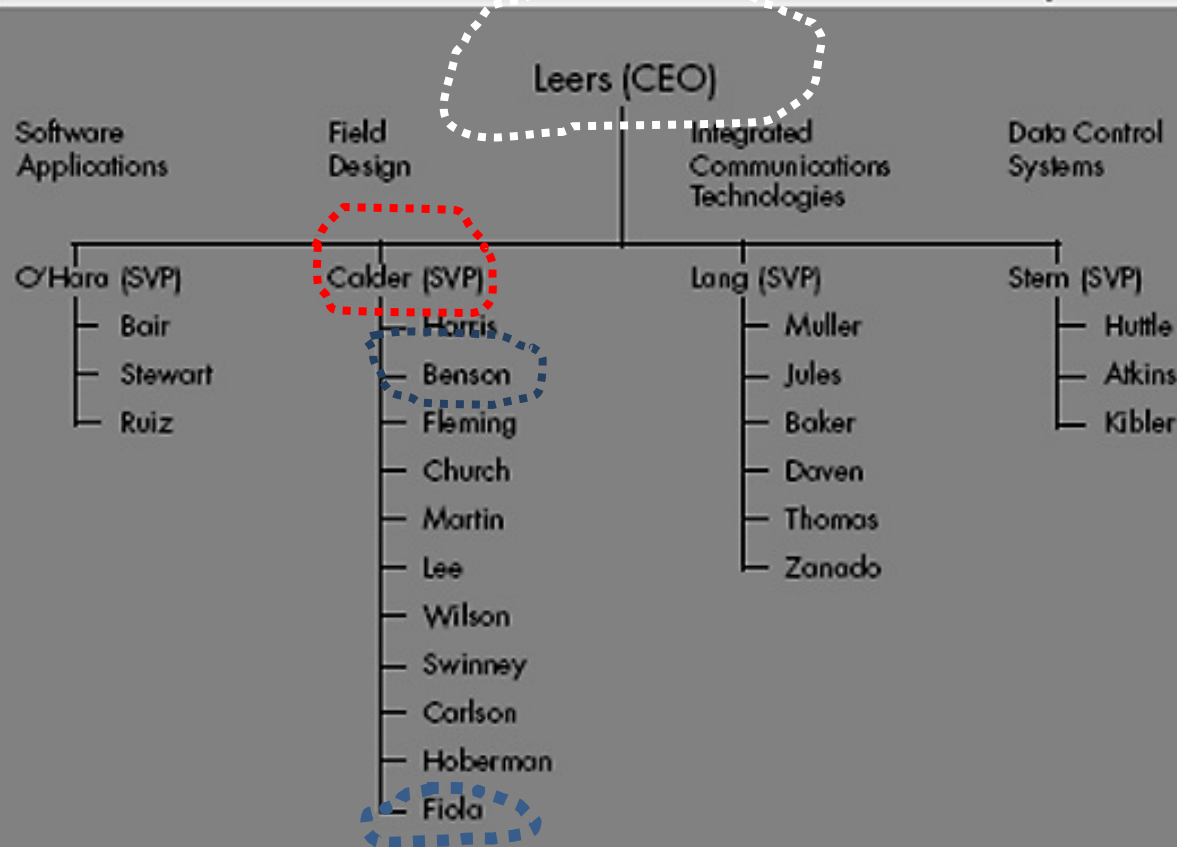 Leers (CEO)
Software
Applications
Field
Design
Integrated
Communications
Technologies
Data Control
Systems
O'Hara (SVP)
Bair
Stewart
Ruiz
Calder (SVP)
Harris
Benson
Fleming
Church
Martin
Lee
Wilson
Swinney
Carlson
Hoberman
Fiola
Lang (SVP)
Muller
Jules
Baker
Daven
Thomas
Zanado
Stern (SVP)
Huttle
Atkins
Kibler